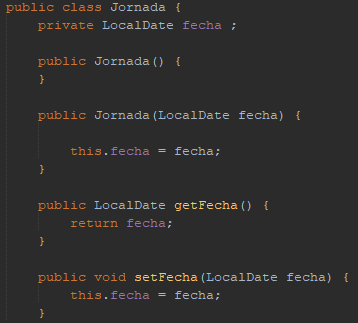 public class Jornada {
private LocalDate fecha ;
public Jornada() {
}
public Jornada(LocalDate fecha) {
this.fecha = fecha;
}
public LocalDate getFecha() {
return fecha;
}
public void setFecha(LocalDate fecha) {
this.fecha = fecha;
}